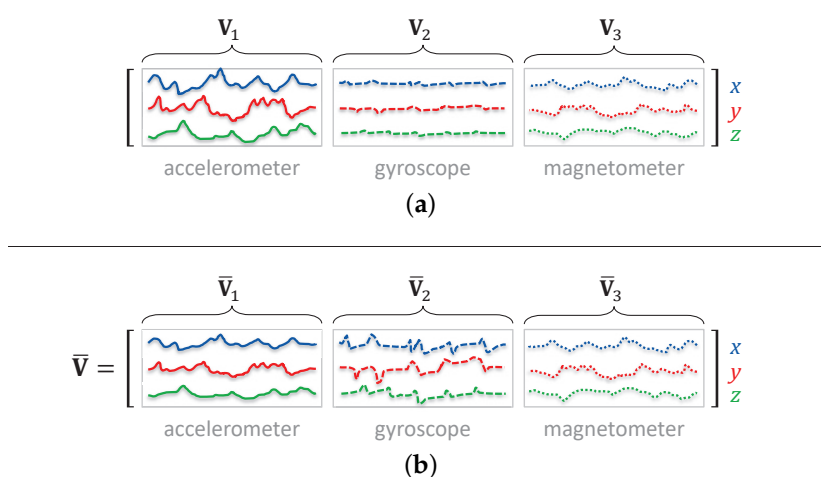 V₁ V₂ V₃
x
y
z
accelerometer gyroscope magnetometer
(a)
V̅₁ V̅₂ V̅₃
V̅ =
x
y
z
accelerometer gyroscope magnetometer
(b)